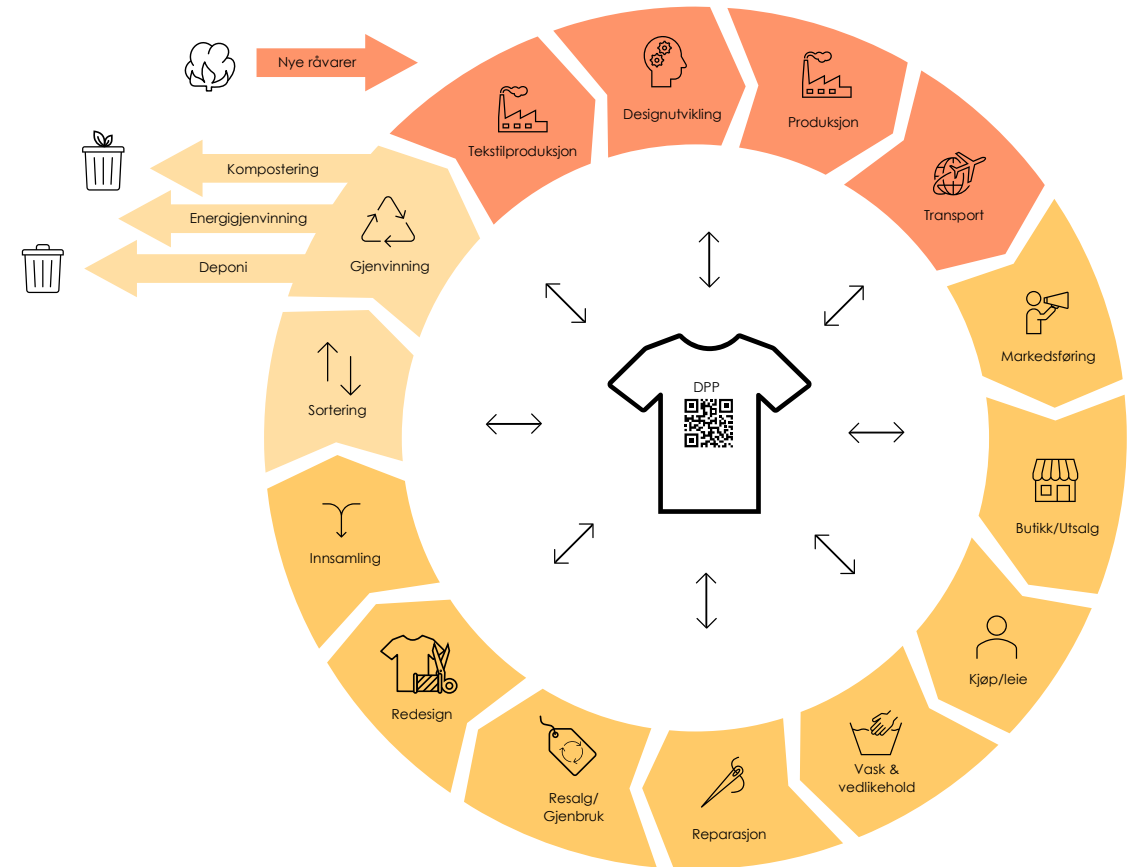 Nye råvarer
Tekstilproduksjon
Designutvikling
Produksjon
Transport
Markedsføring
Butikk/Utsalg
Kjøp/leie
Vask &
vedlikehold
Reparasjon
Resalg/
Gjenbruk
Redesign
Innsamling
Sortering
Gjenvinning
Kompostering
Energigjenvinning
Deponi
DPP